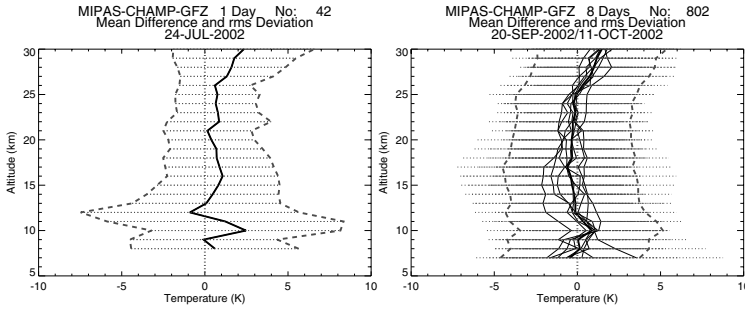 MIPAS-CHAMP-GFZ 1 Day No: 42
Mean Difference and rms Deviation
24-JUL-2002
30
25
20
15
10
5
Altitude (km)
-10 -5 0 5 10
Temperature (K)
MIPAS-CHAMP-GFZ 8 Days No: 802
Mean Difference and rms Deviation
20-SEP-2002/11-OCT-2002
30
25
20
15
10
5
Altitude (km)
-10 -5 0 5 10
Temperature (K)